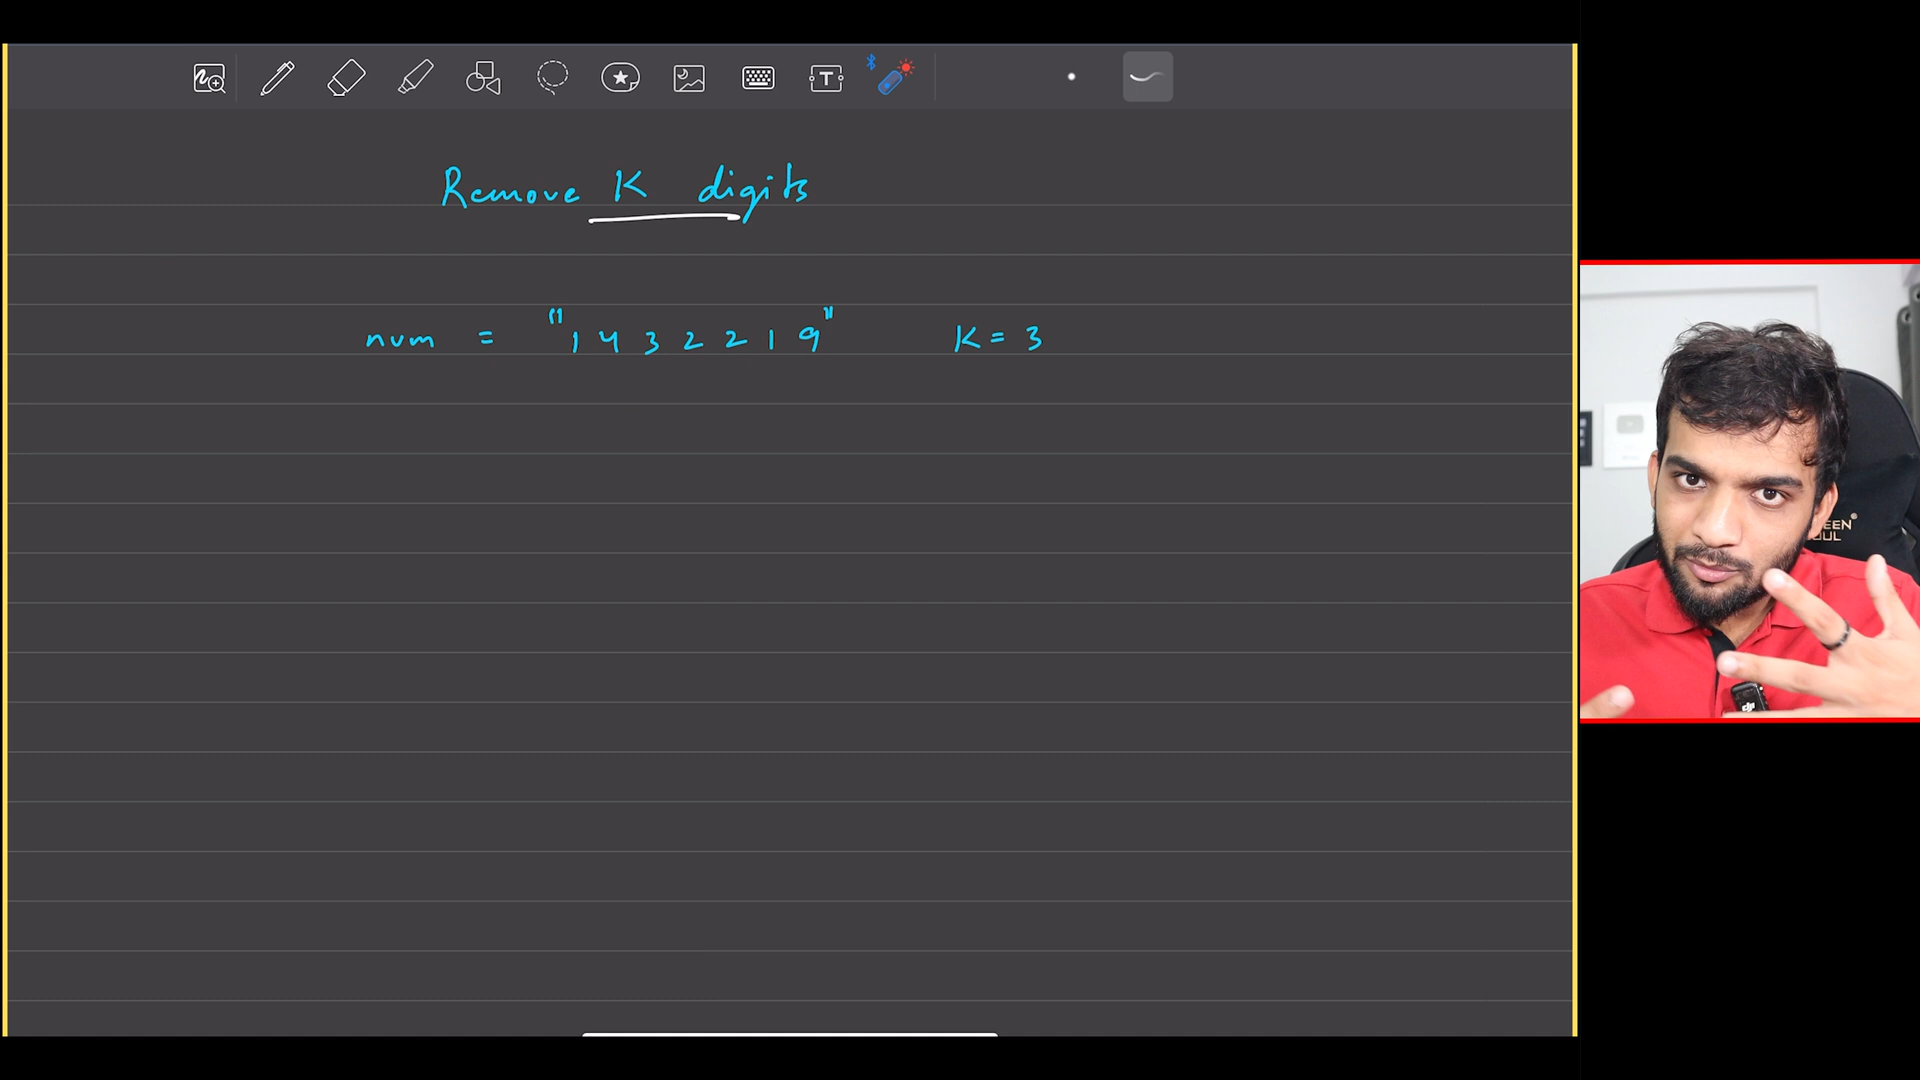 Remove K digits
num = "1432219" K = 3